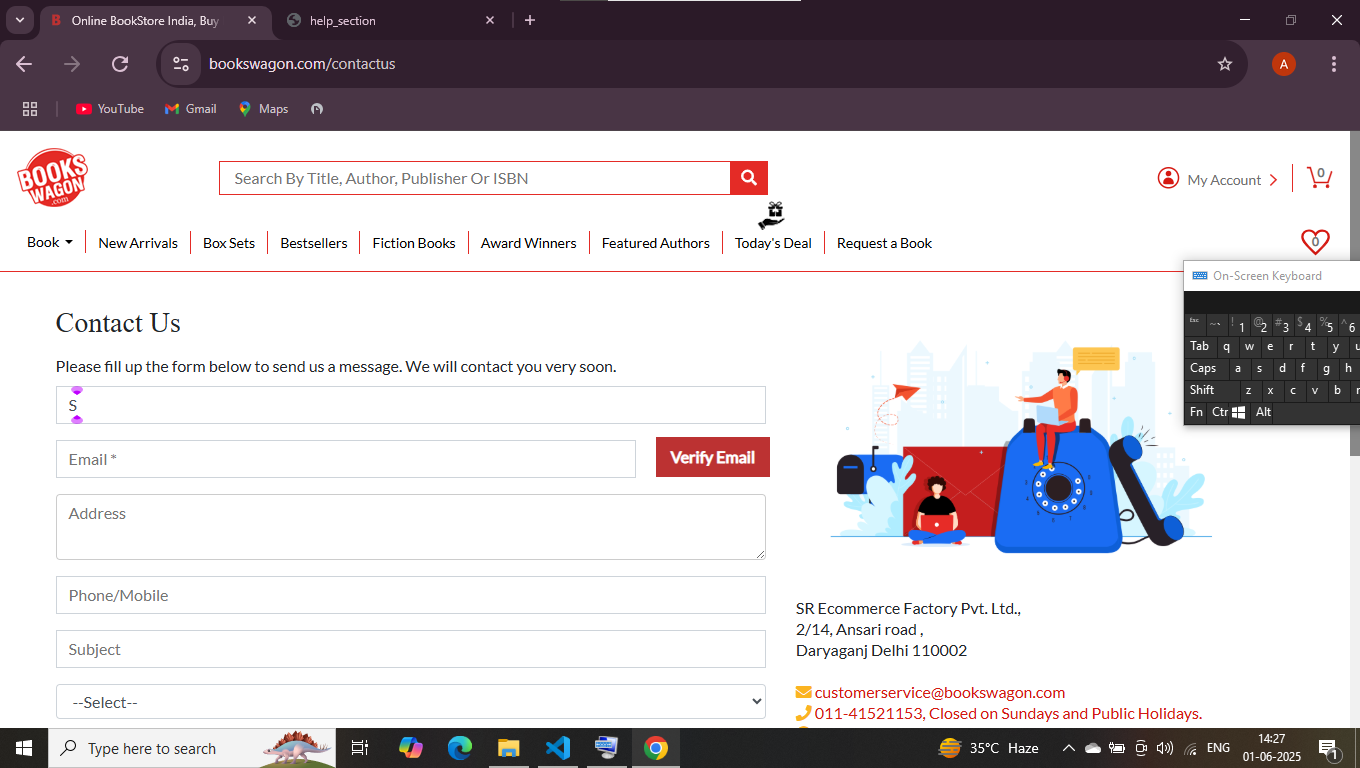 Online BookStore India, Buy
help_section
bookswagon.com/contactus
A
YouTube
Gmail
Maps
BOOKS
WAGON
.com
Search By Title, Author, Publisher Or ISBN
My Account
0
Book
New Arrivals
Box Sets
Bestsellers
Fiction Books
Award Winners
Featured Authors
Today's Deal
Request a Book
0
On-Screen Keyboard
Esc ~` ! 1 @ 2 # 3 $ 4 % 5 ^ 6
Tab q w e r t y u
Caps a s d f g h
Shift z x c v b
Fn Ctr Alt
Contact Us
Please fill up the form below to send us a message. We will contact you very soon.
S
Email *
Verify Email
Address
Phone/Mobile
Subject
--Select--
SR Ecommerce Factory Pvt. Ltd.,
2/14, Ansari road ,
Daryaganj Delhi 110002
customerservice@bookswagon.com
011-41521153, Closed on Sundays and Public Holidays.
Type here to search
35°C Haze
ENG
14:27
01-06-2025
1